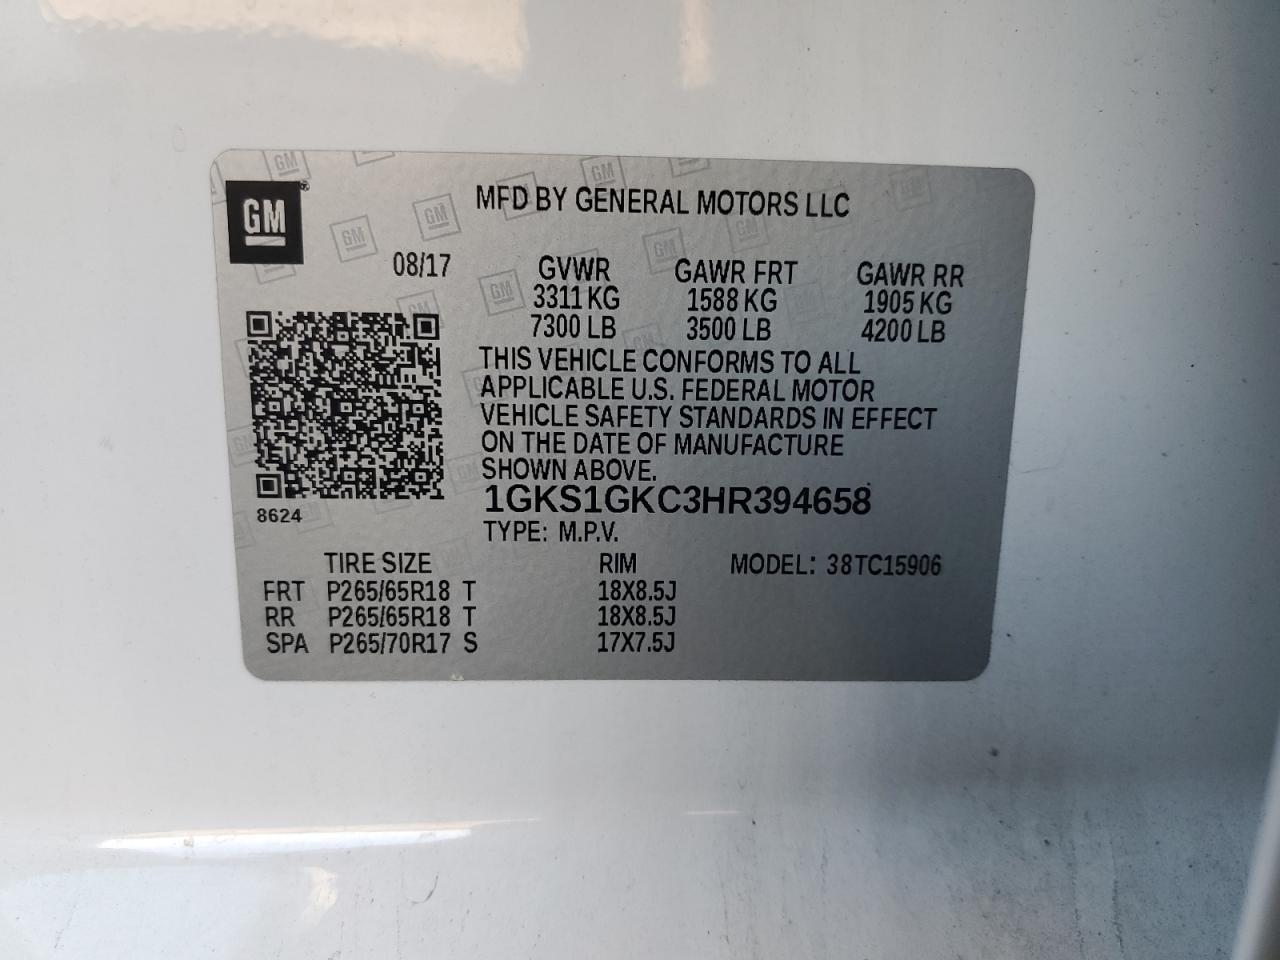 GM
MFD BY GENERAL MOTORS LLC
08/17 GVWR GAWR FRT GAWR RR
3311 KG 1588 KG 1905 KG
7300 LB 3500 LB 4200 LB
THIS VEHICLE CONFORMS TO ALL
APPLICABLE U.S. FEDERAL MOTOR
VEHICLE SAFETY STANDARDS IN EFFECT
ON THE DATE OF MANUFACTURE
SHOWN ABOVE.
1GKS1GKC3HR394658
8624
TYPE: M.P.V.
TIRE SIZE RIM MODEL: 38TC15906
FRT P265/65R18 T 18X8.5J
RR P265/65R18 T 18X8.5J
SPA P265/70R17 S 17X7.5J